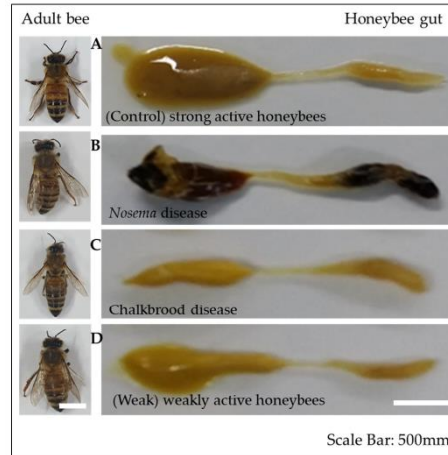 Adult bee
Honeybee gut
A
(Control) strong active honeybees
B
Nosema disease
C
Chalkbrood disease
D
(Weak) weakly active honeybees
Scale Bar: 500mm